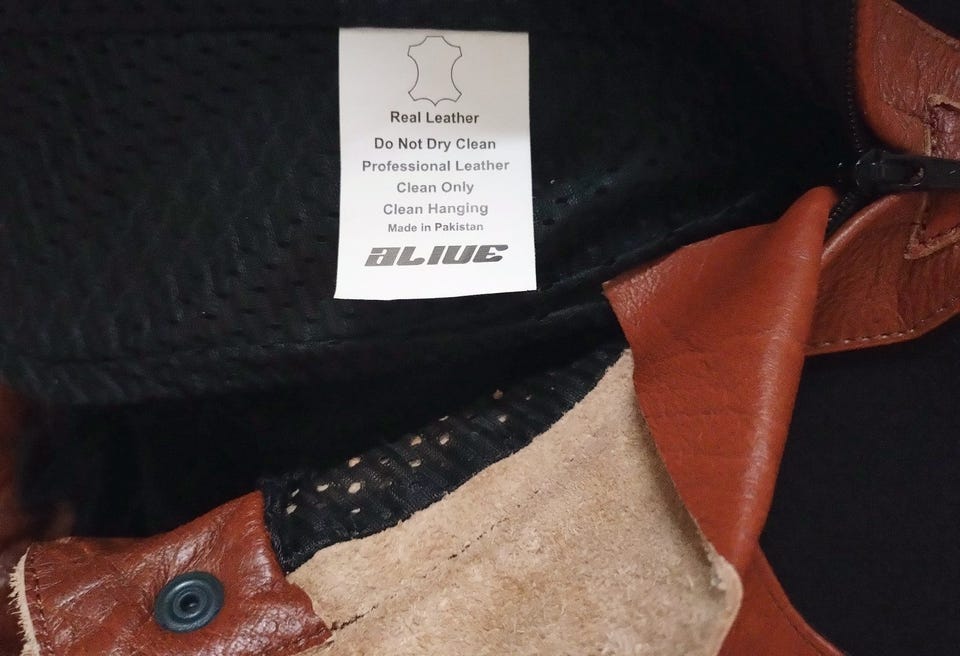 Real Leather
Do Not Dry Clean
Professional Leather
Clean Only
Clean Hanging
Made in Pakistan
ALIVE